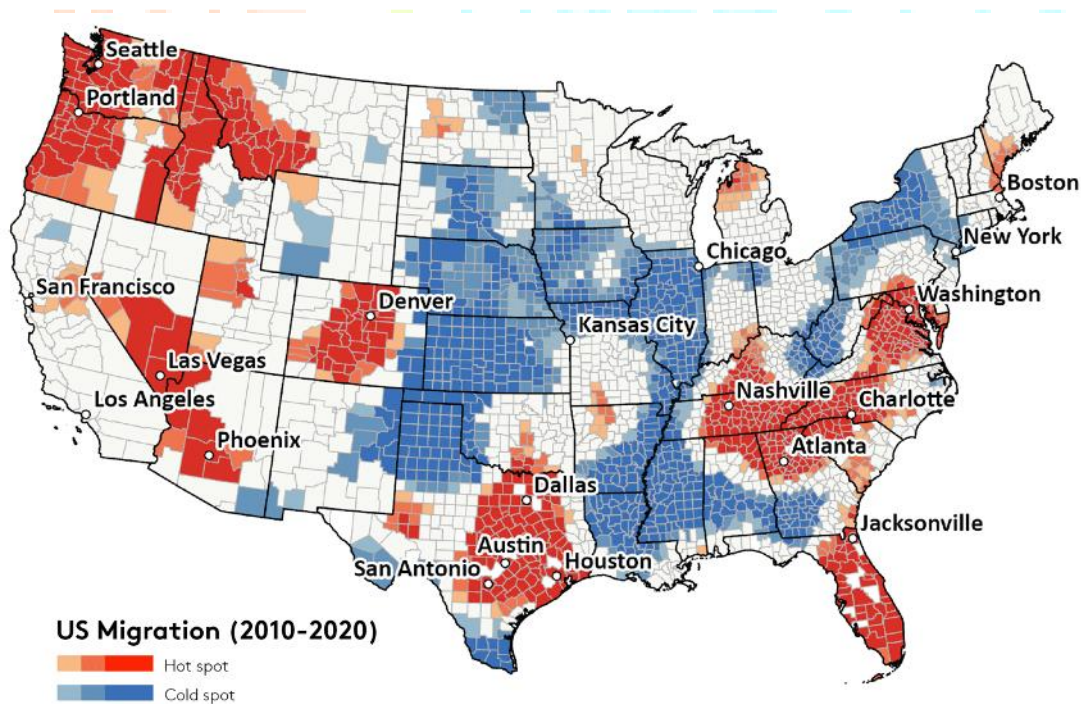 Seattle
Portland
Boston
New York
Chicago
San Francisco
Denver
Washington
Kansas City
Las Vegas
Nashville
Charlotte
Los Angeles
Phoenix
Atlanta
Dallas
Jacksonville
Austin
Houston
San Antonio
US Migration (2010-2020)
Hot spot
Cold spot